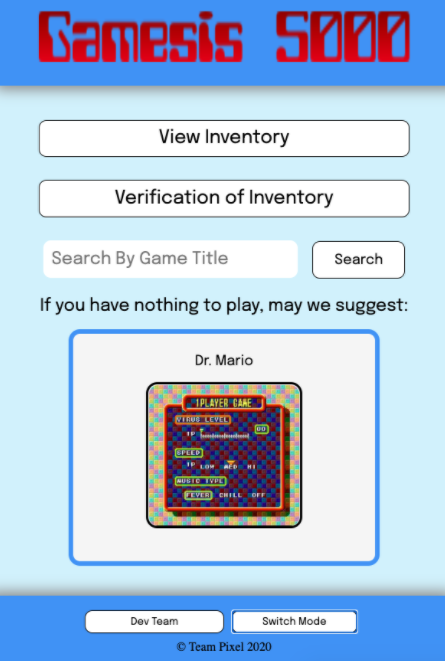 Gamesis 5000
View Inventory
Verification of Inventory
Search By Game Title
Search
If you have nothing to play, may we suggest:
Dr. Mario
1PLAYER GAME
VIRUS LEVEL
1P
00
SPEED
1P LOW MED HI
MUSIC TYPE
FEVER CHILL OFF
Dev Team
Switch Mode
© Team Pixel 2020